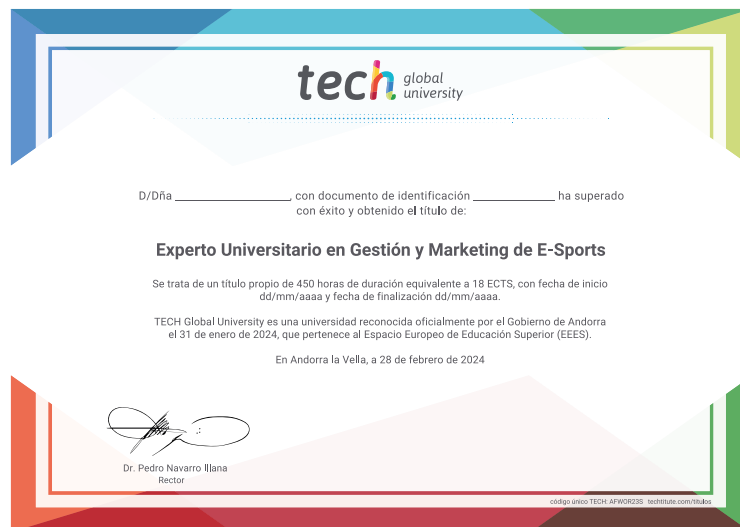 tech global university
D/Dña ______________, con documento de identificación __________ ha superado
con éxito y obtenido el título de:
Experto Universitario en Gestión y Marketing de E-Sports
Se trata de un título propio de 450 horas de duración equivalente a 18 ECTS, con fecha de inicio
dd/mm/aaaa y fecha de finalización dd/mm/aaaa.
TECH Global University es una universidad reconocida oficialmente por el Gobierno de Andorra
el 31 de enero de 2024, que pertenece al Espacio Europeo de Educación Superior (EEES).
En Andorra la Vella, a 28 de febrero de 2024
Dr. Pedro Navarro Illana
Rector
código único TECH: AFWOR23S techtitute.com/titulos